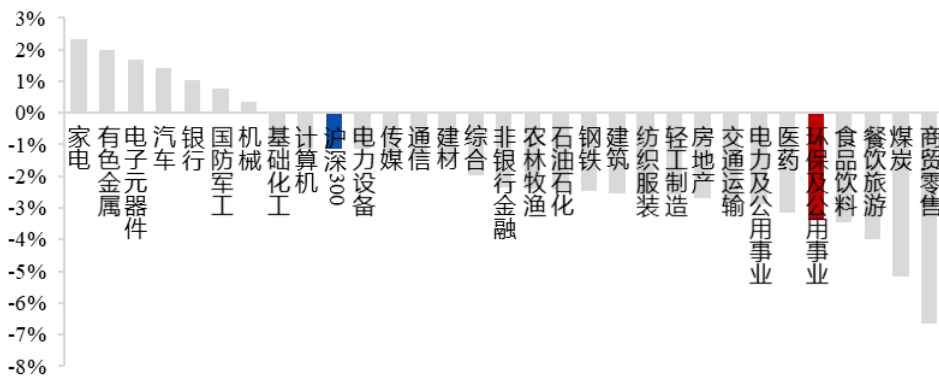 3%
2%
1%
0%
-1%
-2%
-3%
-4%
-5%
-6%
-7%
-8%
家电
有色金属
电子元器件
汽车
银行
国防军工
机械
基础化工
计算机
沪深300
电力设备
传媒
通信
建材
综合
非银行金融
农林牧渔
石油石化
钢铁
建筑
纺织服装
轻工制造
房地产
交通运输
电力及公用事业
医药
环保及公用事业
食品饮料
餐饮旅游
煤炭
商贸零售